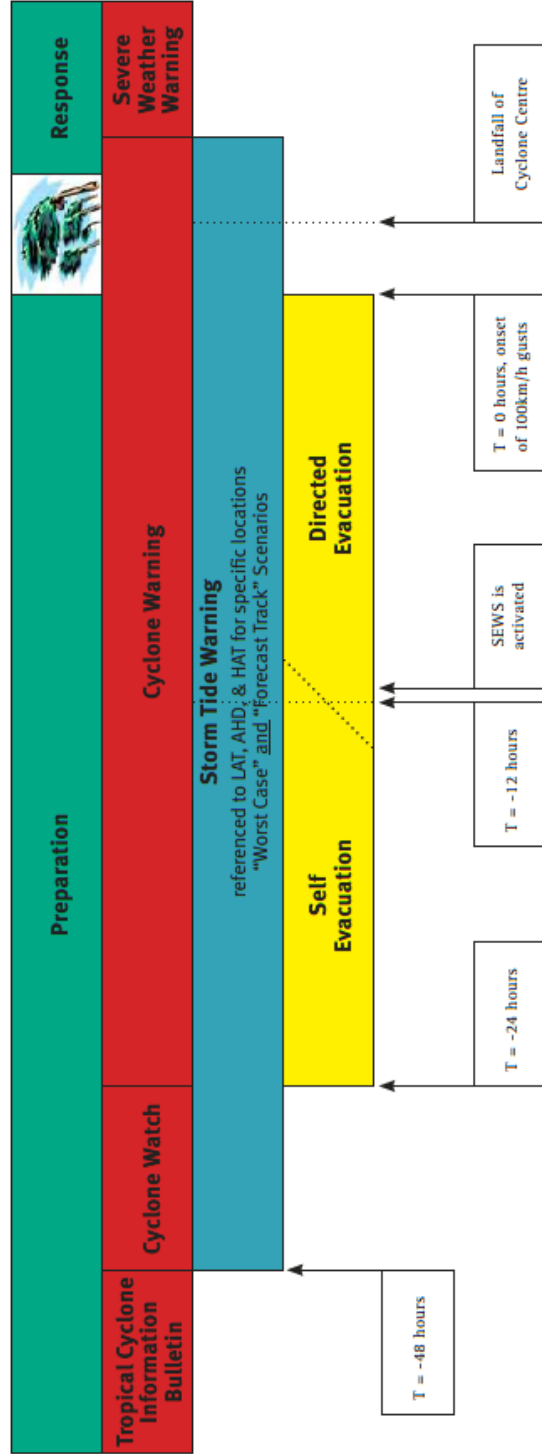 Preparation
Response
Tropical Cyclone
Information
Bulletin
Cyclone Watch
Cyclone Warning
Severe
Weather
Warning
Storm Tide Warning
referenced to LAT, AHD, & HAT for specific locations
“Worst Case” and “Forecast Track” Scenarios
Self
Evacuation
Directed
Evacuation
T = -48 hours
T = -24 hours
T = -12 hours
SEWS is
activated
T = 0 hours, onset
of 100km/h gusts
Landfall of
Cyclone Centre